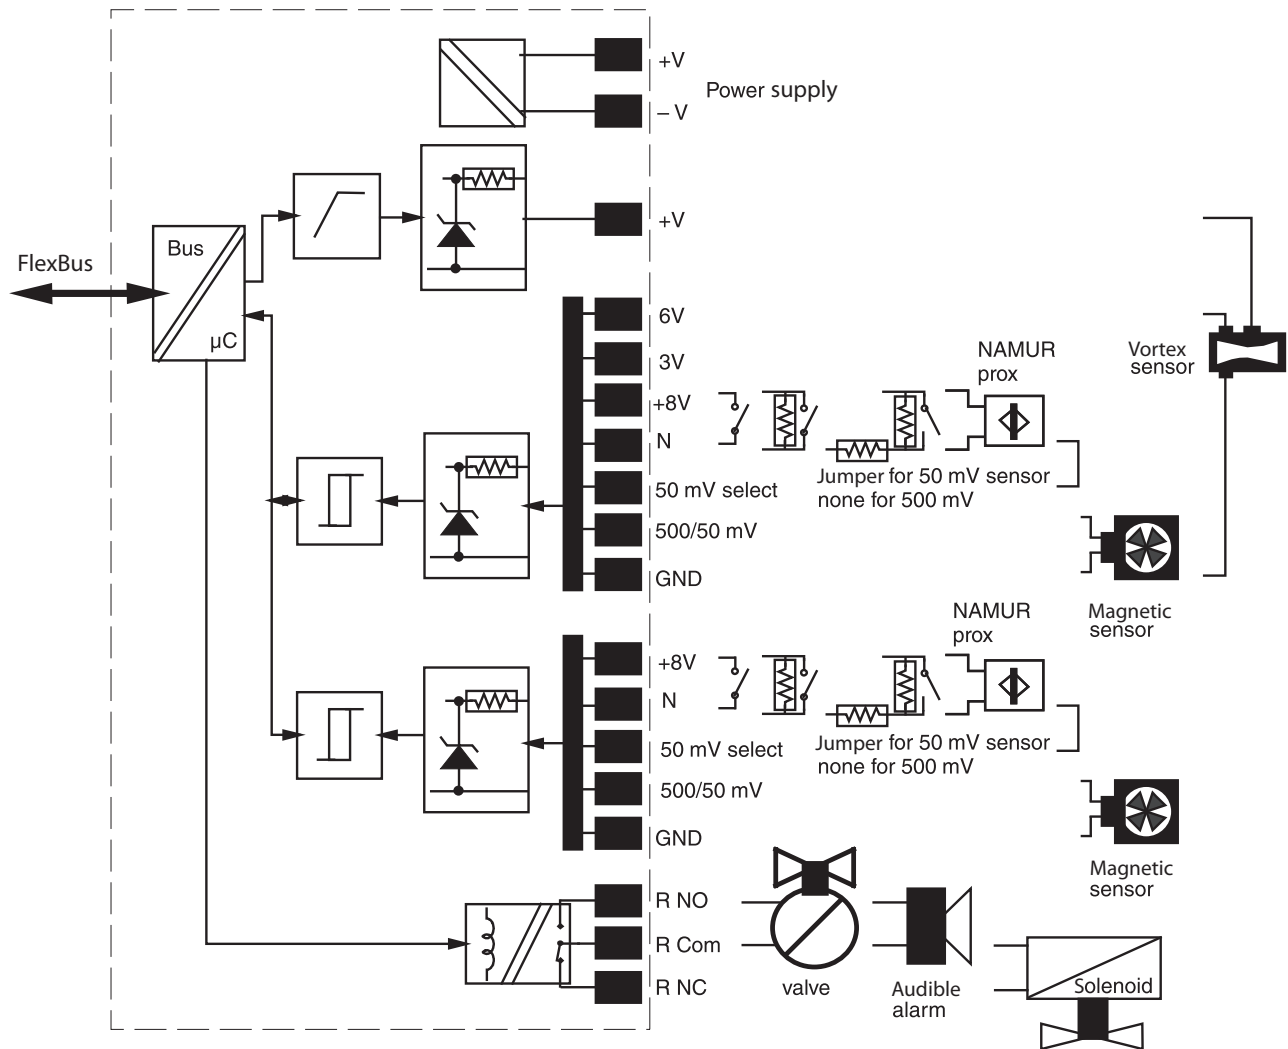 +V
Power supply
– V
+V
Bus
FlexBus
µC
6V
3V
+8V
N
50 mV select
500/50 mV
GND
NAMUR
prox
Vortex
sensor
Jumper for 50 mV sensor
none for 500 mV
Magnetic
sensor
NAMUR
prox
+8V
N
50 mV select
500/50 mV
GND
Jumper for 50 mV sensor
none for 500 mV
Magnetic
sensor
R NO
R Com
R NC
valve
Audible
alarm
Solenoid